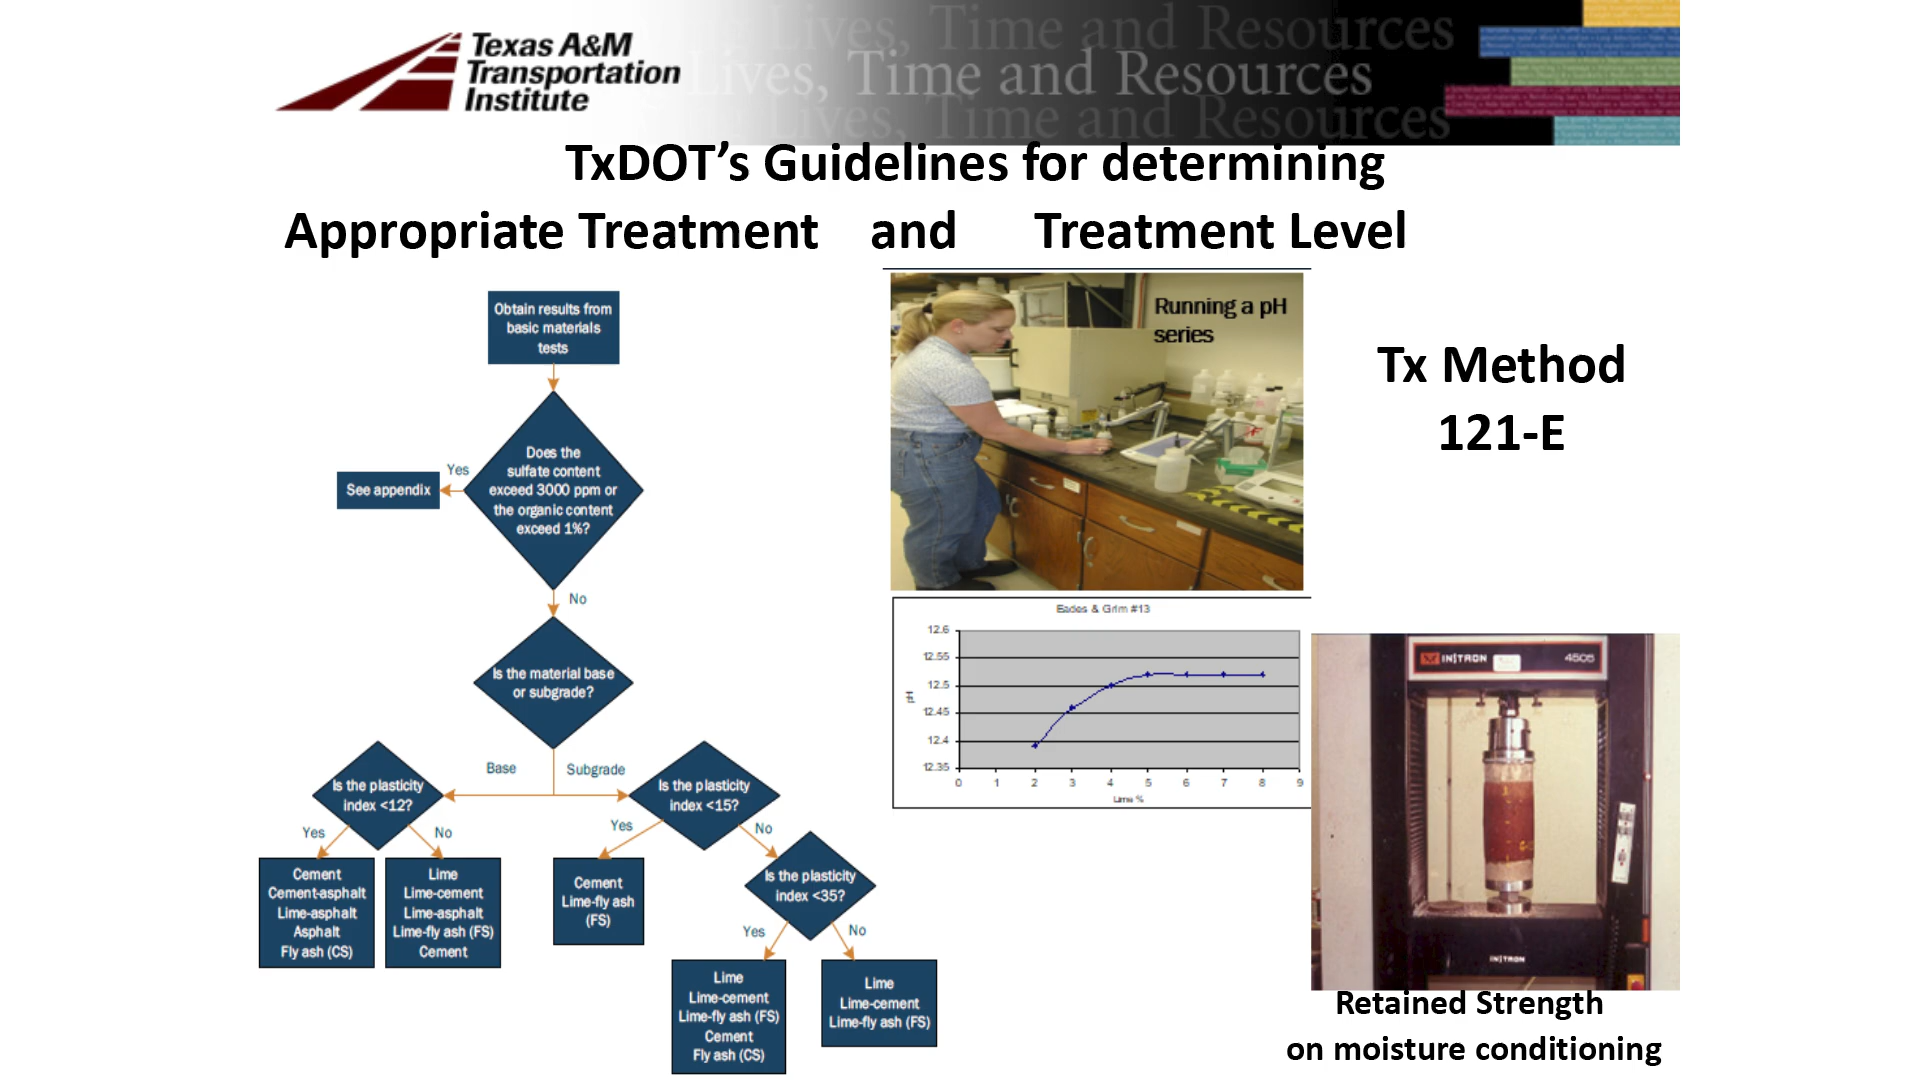 Texas A&M
Transportation
Institute
Lives, Time and Resources
Lives, Time and Resources
Lives, Time and Resources
TxDOT’s Guidelines for determining
Appropriate Treatment and Treatment Level
Obtain results from
basic materials
tests
Does the
sulfate content
exceed 3000 ppm or
the organic content
exceed 1%?
Yes
See appendix
No
Is the material base
or subgrade?
Base
Subgrade
Is the plasticity
index <12?
Yes
No
Cement
Cement-asphalt
Lime-asphalt
Asphalt
Fly ash (CS)
Lime
Lime-cement
Lime-asphalt
Lime-fly ash (FS)
Cement
Is the plasticity
index <15?
Yes
No
Cement
Lime-fly ash
(FS)
Is the plasticity
index <35?
Yes
No
Lime
Lime-cement
Lime-fly ash (FS)
Cement
Fly ash (CS)
Lime
Lime-cement
Lime-fly ash (FS)
Running a pH
series
Eades & Grim #13
12.6
12.55
12.5
12.45
12.4
12.35
pH
0 1 2 3 4 5 6 7 8 9
Lime %
Tx Method
121-E
INSTRON 4505
INSTRON
Retained Strength
on moisture conditioning